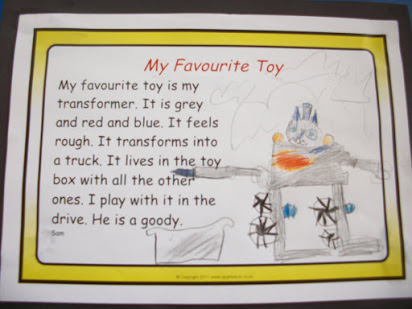 My Favourite Toy
My favourite toy is my
transformer. It is grey
and red and blue. It feels
rough. It transforms into
a truck. It lives in the toy
box with all the other
ones. I play with it in the
drive. He is a goody.
Sam